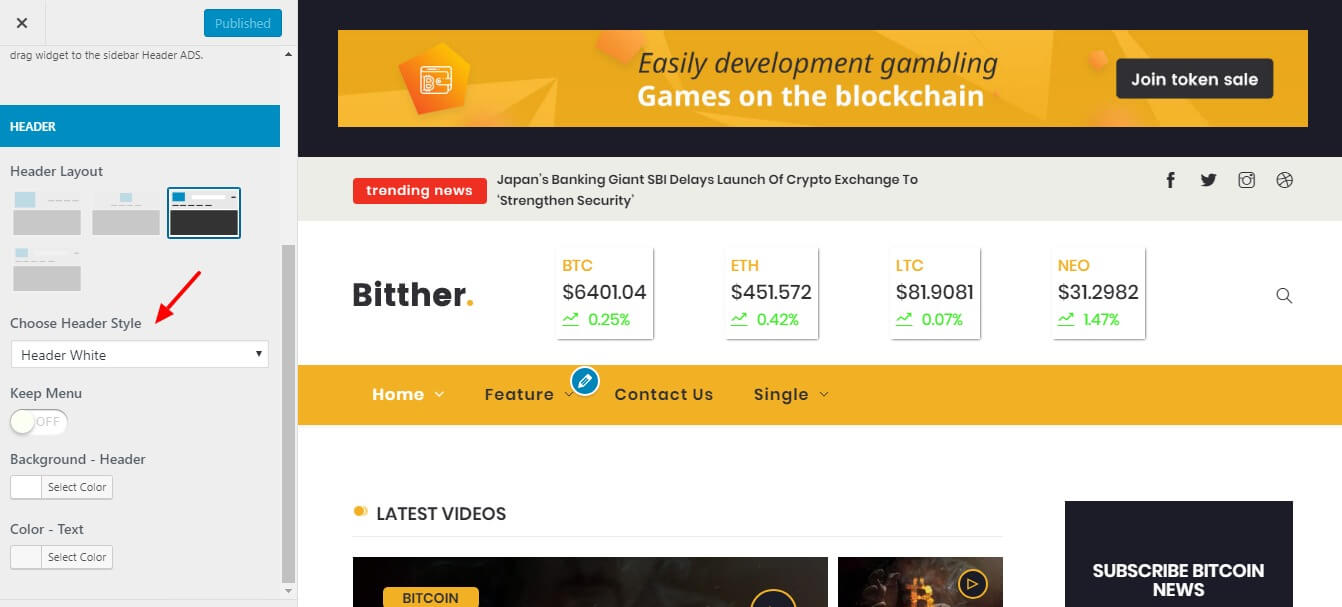 Published
drag widget to the sidebar Header ADS.
HEADER
Header Layout
Choose Header Style
Header White
Keep Menu
OFF
Background - Header
Select Color
Color - Text
Select Color
Easily development gambling
Games on the blockchain
Join token sale
trending news
Japan's Banking Giant SBI Delays Launch Of Crypto Exchange To
'Strengthen Security'
Bitther.
BTC
$6401.04
0.25%
ETH
$451.572
0.42%
LTC
$81.9081
0.07%
NEO
$31.2982
1.47%
Home
Feature
Contact Us
Single
LATEST VIDEOS
BITCOIN
SUBSCRIBE BITCOIN
NEWS